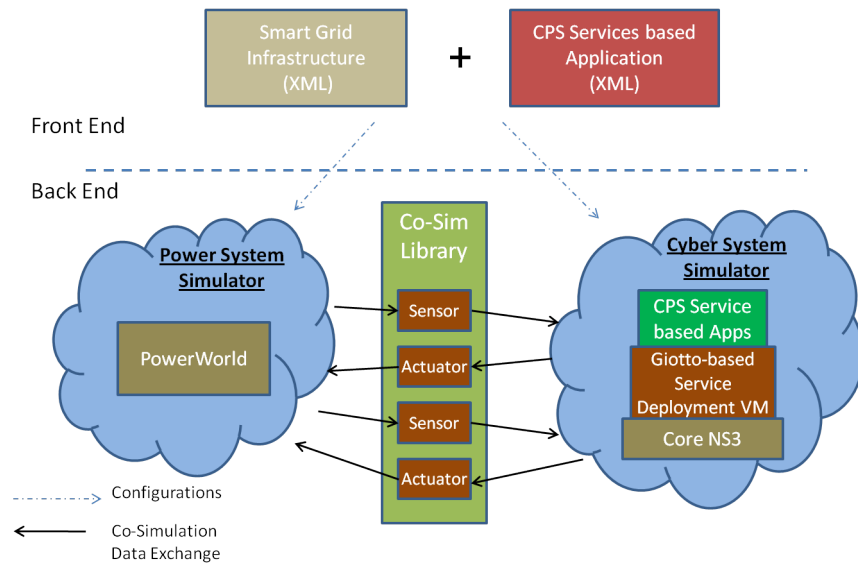 Smart Grid
Infrastructure
(XML)
+
CPS Services based
Application
(XML)
Front End
Back End
Co-Sim
Library
Power System
Simulator
Cyber System
Simulator
PowerWorld
Sensor
Actuator
Sensor
Actuator
CPS Service
based Apps
Giotto-based
Service
Deployment VM
Core NS3
Configurations
Co-Simulation
Data Exchange